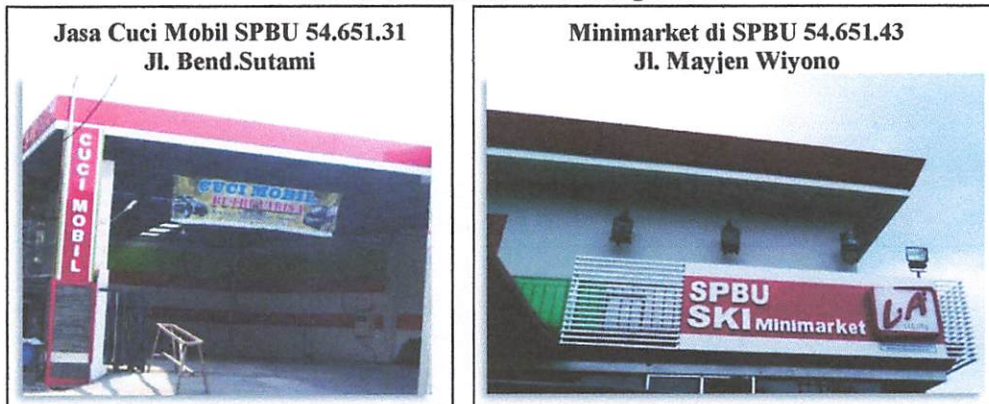 Jasa Cuci Mobil SPBU 54.651.31
Jl. Bend.Sutami
CUCI MOBIL
CUCI MOBIL
Minimarket di SPBU 54.651.43
Jl. Mayjen Wiyono
SPBU
SKI Minimarket
LA